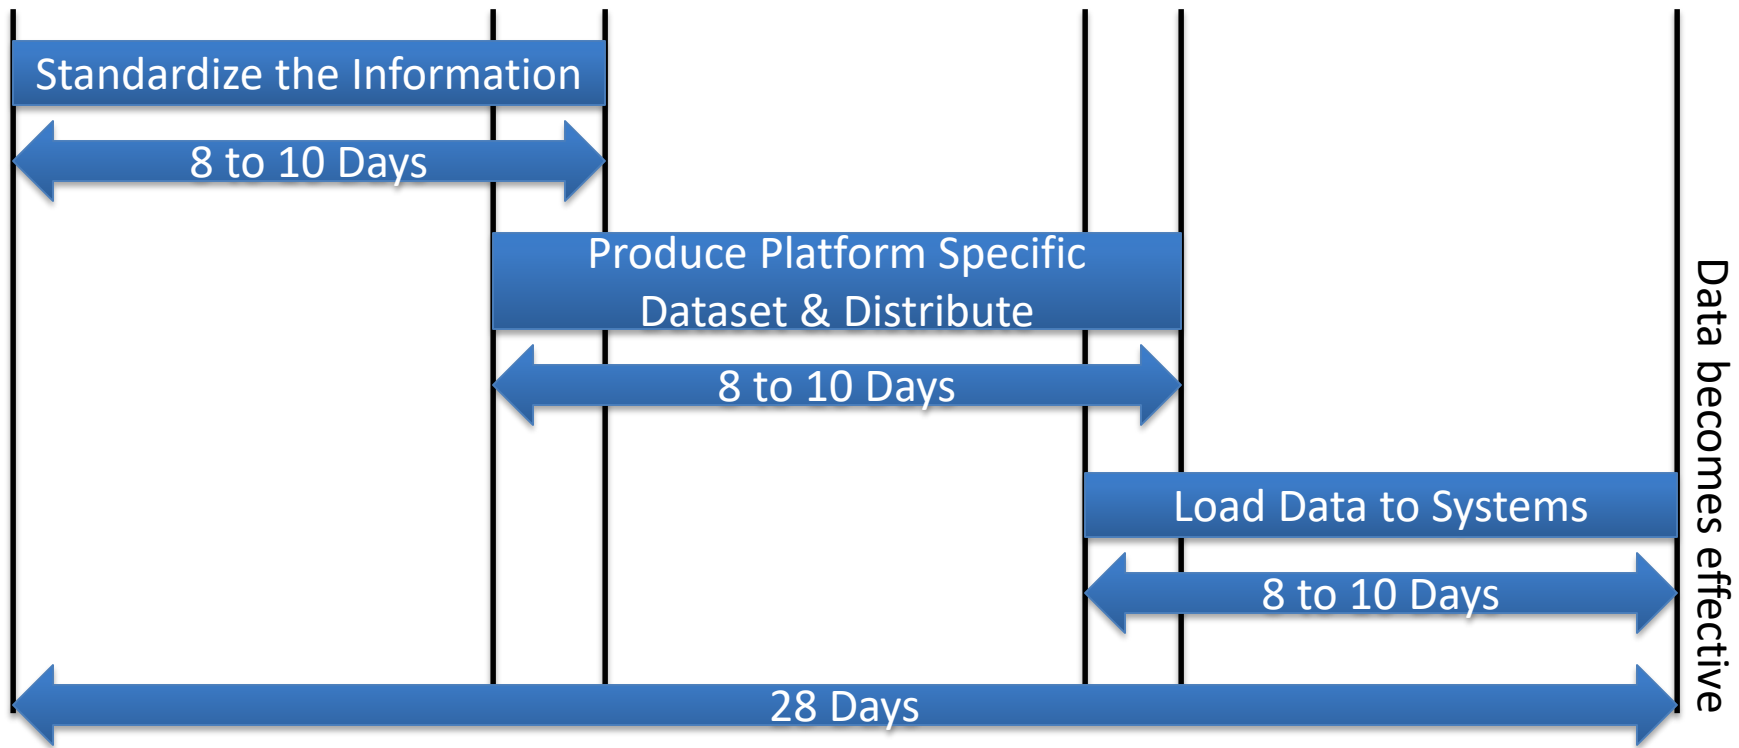 Standardize the Information
8 to 10 Days
Produce Platform Specific
Dataset & Distribute
8 to 10 Days
Load Data to Systems
8 to 10 Days
28 Days
Data becomes effective